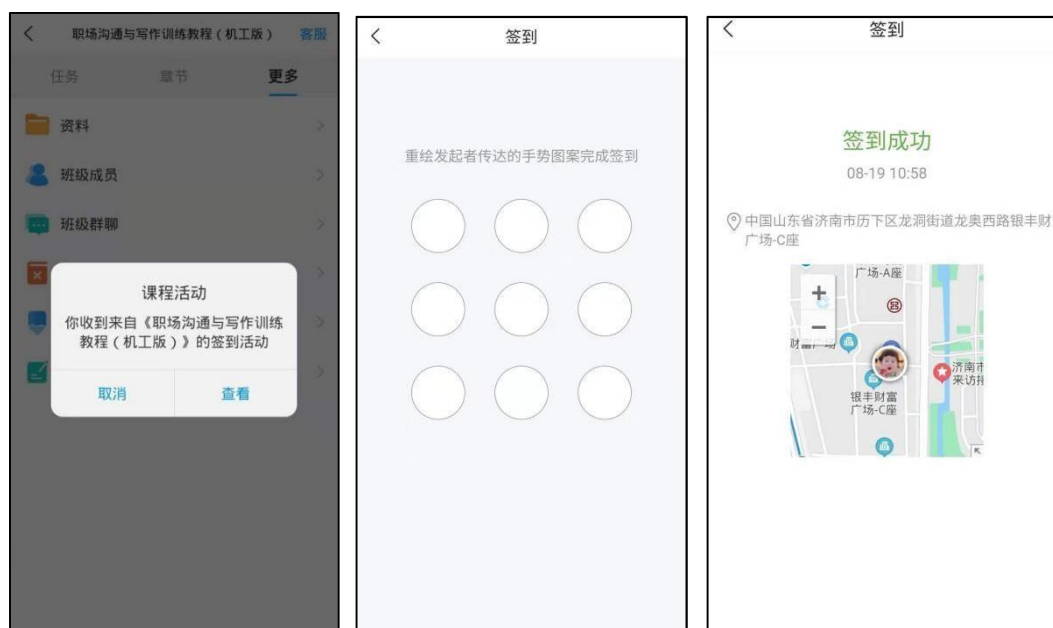 职场沟通与写作训练教程（机工版）
客服
任务
章节
更多
资料
班级成员
班级群聊
课程活动
你收到来自《职场沟通与写作训练
教程（机工版）》的签到活动
取消
查看
签到
重绘发起者传达的手势图案完成签到
签到
签到成功
08-19 10:58
中国山东省济南市历下区龙洞街道龙奥西路银丰财
广场-C座
广场-A座
+
−
济南市
来访接
银丰财富
广场-C座